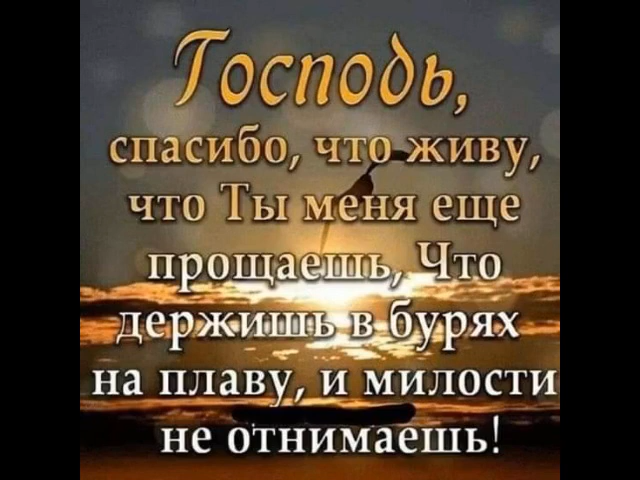 Господь,
спасибо, что живу,
что Ты меня еще
прощаешь, Что
держишь в бурях
на плаву, и милости
не отнимаешь!